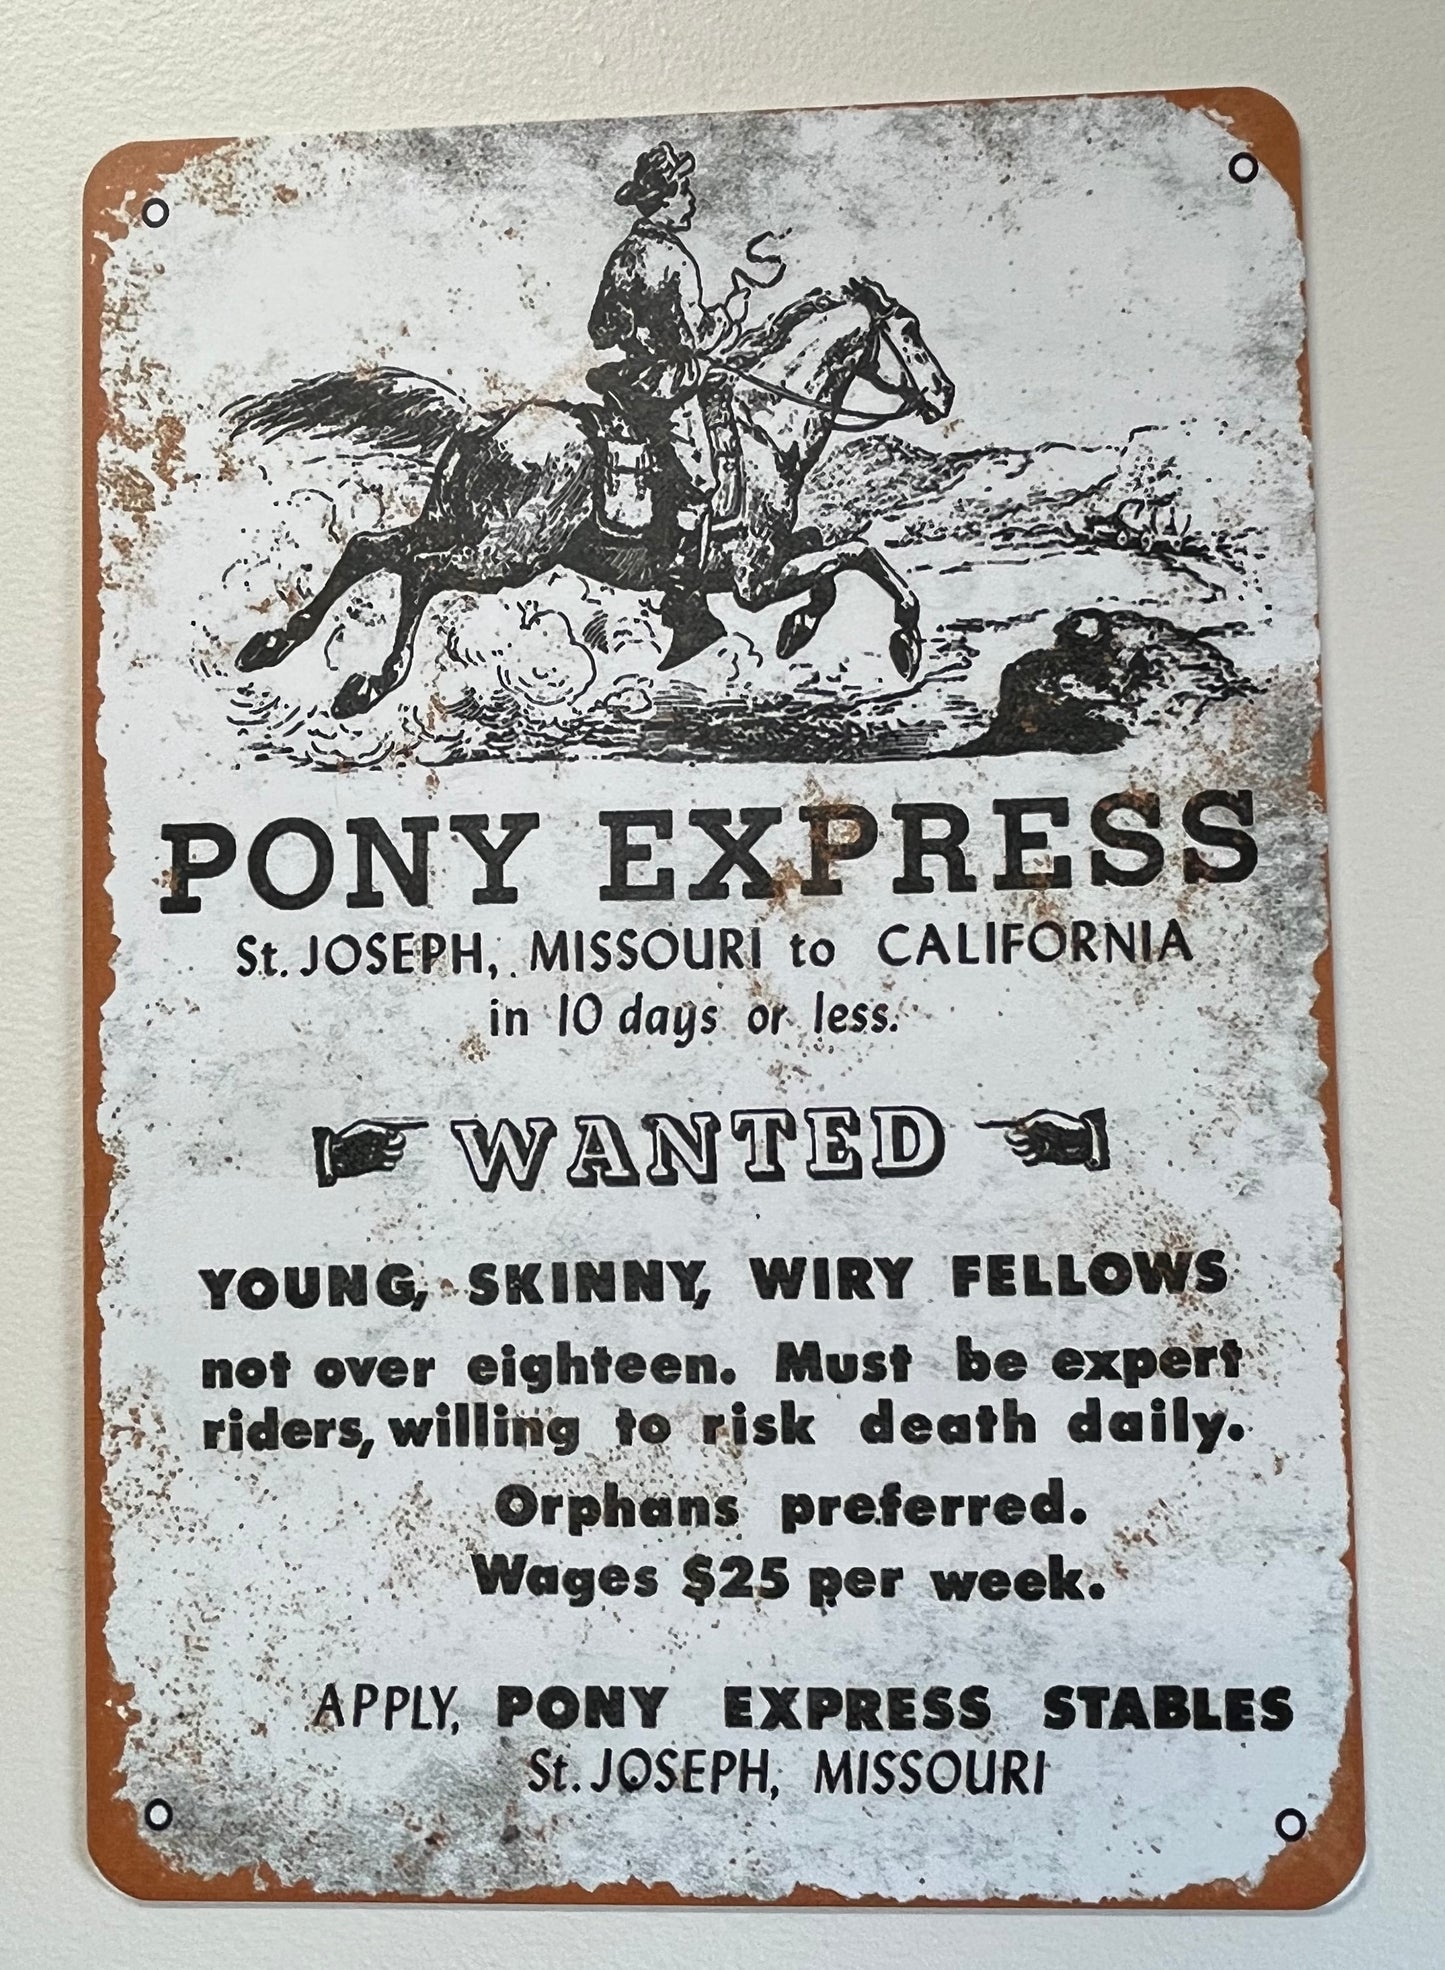 PONY EXPRESS
St. JOSEPH, MISSOURI to CALIFORNIA
in 10 days or less.
WANTED
YOUNG, SKINNY, WIRY FELLOWS
not over eighteen. Must be expert
riders, willing to risk death daily.
Orphans preferred.
Wages $25 per week.
APPLY, PONY EXPRESS STABLES
St. JOSEPH, MISSOURI